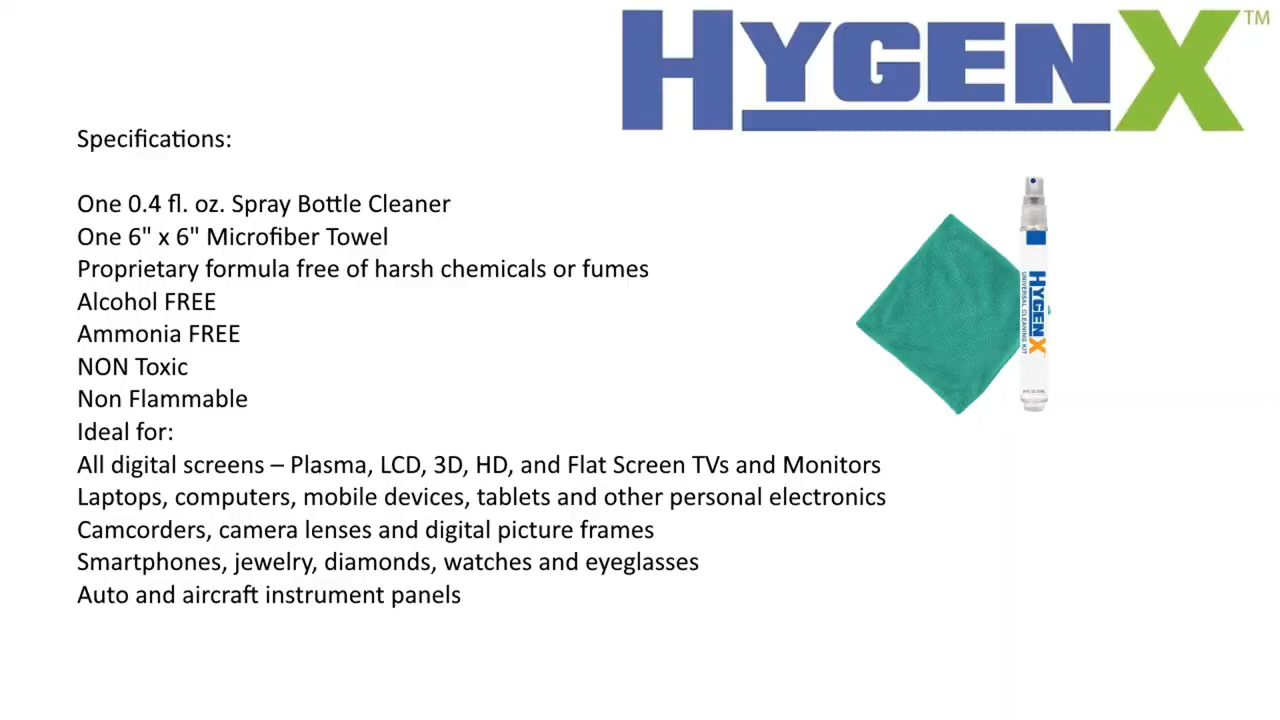 HYGENX™
Specifications:
One 0.4 fl. oz. Spray Bottle Cleaner
One 6" x 6" Microfiber Towel
Proprietary formula free of harsh chemicals or fumes
Alcohol FREE
Ammonia FREE
NON Toxic
Non Flammable
Ideal for:
All digital screens – Plasma, LCD, 3D, HD, and Flat Screen TVs and Monitors
Laptops, computers, mobile devices, tablets and other personal electronics
Camcorders, camera lenses and digital picture frames
Smartphones, jewelry, diamonds, watches and eyeglasses
Auto and aircraft instrument panels
HYGENX
UNIVERSAL CLEANING KIT